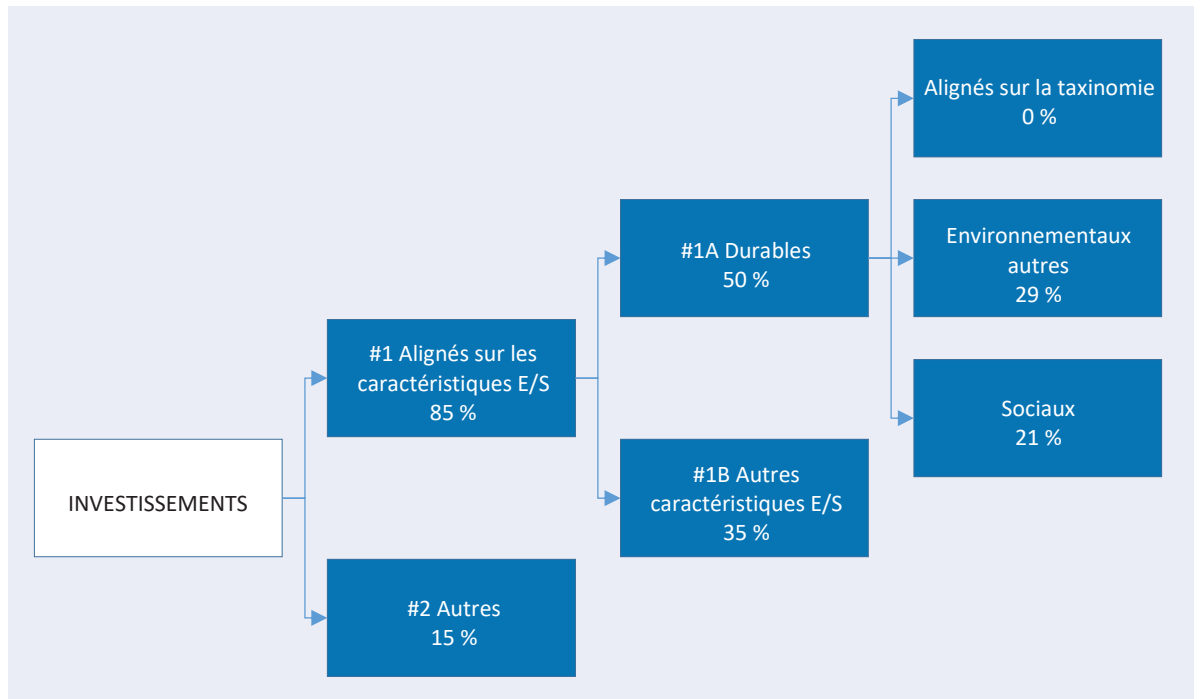 INVESTISSEMENTS
#1 Alignés sur les
caractéristiques E/S
85 %
#2 Autres
15 %
#1A Durables
50 %
#1B Autres
caractéristiques E/S
35 %
Alignés sur la taxinomie
0 %
Environnementaux
autres
29 %
Sociaux
21 %